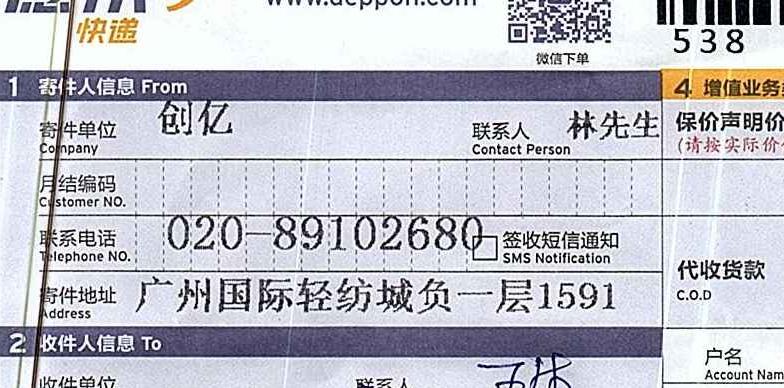 快递
www.deppon.com
微信下单
538
1 寄件人信息 From
4 增值业务
寄件单位 创亿 联系人 林先生
Company Contact Person
保价声明价
(请按实际价
月结编码
Customer NO.
联系电话 020-89102680 签收短信通知
Telephone NO. SMS Notification
代收货款
C.O.D
寄件地址 广州国际轻纺城负一层1591
Address
2 收件人信息 To
户名
Account Nam
收件单位 联系人